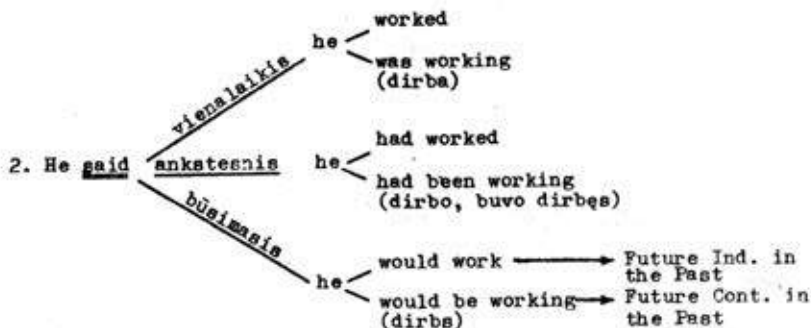 worked
he
was working
(dirba)
vienalaikis
had worked
2. He said ankstesnis he
had been working
(dirbo, buvo dirbęs)
būsimasis
would work Future Ind. in
the Past
he
would be working Future Cont. in
(dirbs) the Past